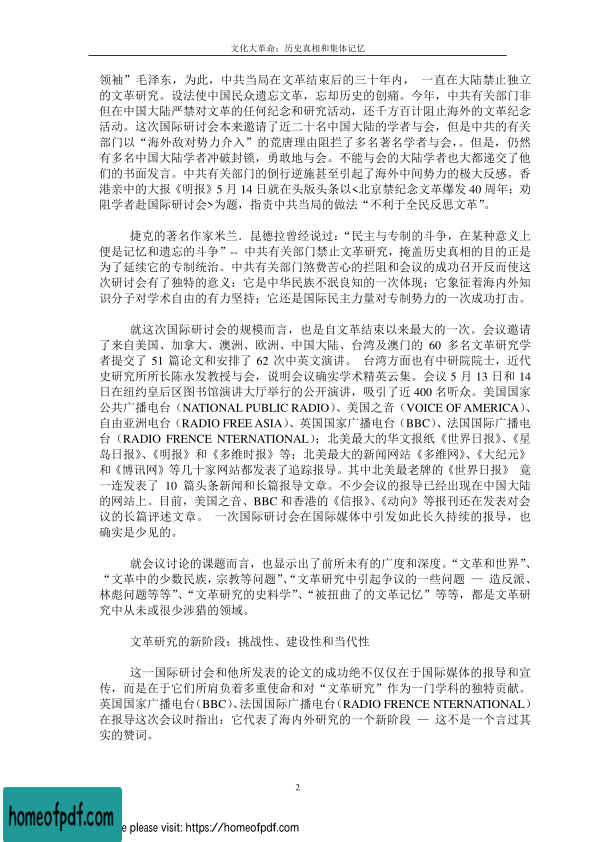 文化大革命：历史真相和集体记忆
领袖”毛泽东，为此，中共当局在文革结束后的三十年内， 一直在大陆禁止独立
的文革研究。设法使中国民众遗忘文革，忘却历史的创痛。今年，中共有关部门非
但在中国大陆严禁对文革的任何纪念和研究活动，还千方百计阻止海外的文革纪念
活动。这次国际研讨会本来邀请了近二十名中国大陆的学者与会，但是中共的有关
部门以“海外敌对势力介入”的荒唐理由阻拦了多名著名学者与会，。但是，仍然
有多名中国大陆学者冲破封锁，勇敢地与会。不能与会的大陆学者也大都递交了他
们的书面发言。中共有关部门的倒行逆施甚至引起了海外中间势力的极大反感。香
港亲中的大报《明报》5 月 14 日就在头版头条以<北京禁纪念文革爆发 40 周年：劝
阻学者赴国际研讨会>为题，指责中共当局的做法“不利于全民反思文革”。
捷克的著名作家米兰．昆德拉曾经说过：“民主与专制的斗争，在某种意义上
便是记忆和遗忘的斗争”-- 中共有关部门禁止文革研究，掩盖历史真相的目的正是
为了延续它的专制统治。中共有关部门煞费苦心的拦阻和会议的成功召开反而使这
次研讨会有了独特的意义：它是中华民族不泯良知的一次体现；它象征着海内外知
识分子对学术自由的有力坚持；它还是国际民主力量对专制势力的一次成功打击。
就这次国际研讨会的规模而言，也是自文革结束以来最大的一次。会议邀请
了来自美国、加拿大、澳洲、欧洲、中国大陆、台湾及澳门的 60 多名文革研究学
者提交了 51 篇论文和安排了 62 次中英文演讲。 台湾方面也有中研院院士，近代
史研究所所长陈永发教授与会，说明会议确实学术精英云集。会议 5 月 13 日和 14
日在纽约皇后区图书馆演讲大厅举行的公开演讲，吸引了近 400 名听众。美国国家
公共广播电台（NATIONAL PUBLIC RADIO）、美国之音（VOICE OF AMERICA）、
自由亚洲电台（RADIO FREE ASIA）、英国国家广播电台（BBC）、法国国际广播电
台（RADIO FRENCE NTERNATIONAL）；北美最大的华文报纸《世界日报》、《星
岛日报》、《明报》和《多维时报》等；北美最大的新闻网站《多维网》、《大纪元》
和《博讯网》等几十家网站都发表了追踪报导。其中北美最老牌的《世界日报》 竟
一连发表了 10 篇头条新闻和长篇报导文章。不少会议的报导已经出现在中国大陆
的网站上。目前，美国之音、BBC 和香港的《信报》、《动向》等报刊还在发表对会
议的长篇评述文章。 一次国际研讨会在国际媒体中引发如此长久持续的报导，也
确实是少见的。
就会议讨论的课题而言，也显示出了前所未有的广度和深度。“文革和世界”、
“文革中的少数民族，宗教等问题”、“文革研究中引起争议的一些问题 — 造反派、
林彪问题等等”、“文革研究的史料学”、“被扭曲了的文革记忆”等等，都是文革研
究中从未或很少涉猎的领域。
文革研究的新阶段：挑战性、建设性和当代性
这一国际研讨会和他所发表的论文的成功绝不仅仅在于国际媒体的报导和宣
传，而是在于它们所肩负着多重使命和对“文革研究”作为一门学科的独特贡献。
英国国家广播电台（BBC）、法国国际广播电台（RADIO FRENCE NTERNATIONAL）
在报导这次会议时指出：它代表了海内外研究的一个新阶段 — 这不是一个言过其
实的赞词。
2
homeofpdf.com
e please visit: https://homeofpdf.com